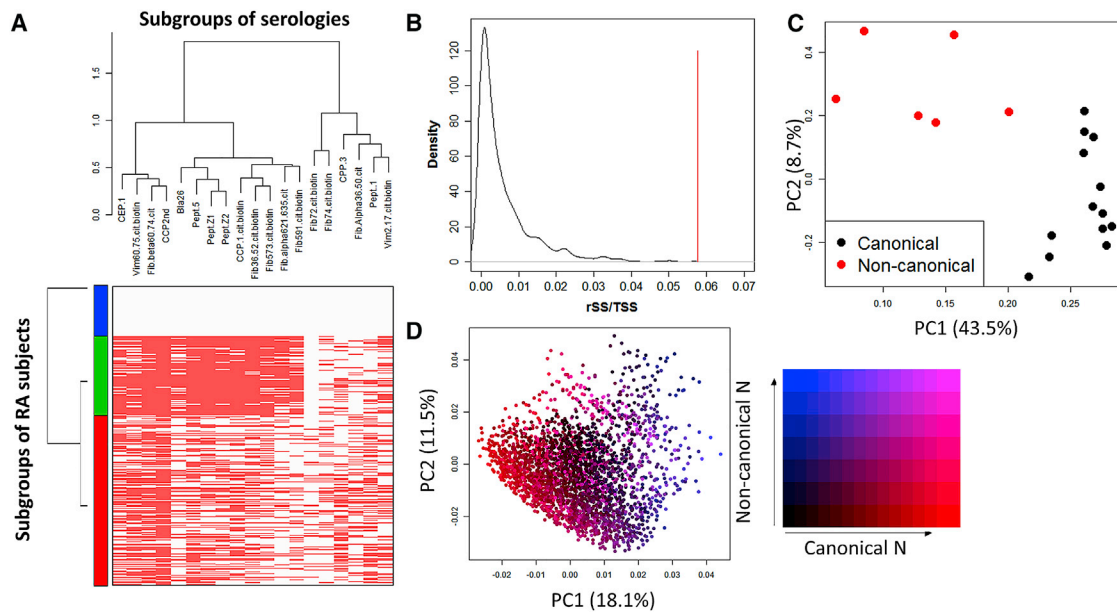 A
Subgroups of serologies
1.5
1.0
0.5
0.0
CEP.1
Vim60.75.cit.biotin
Fib.beta60.74.cit
CCP2nd
Bla26
Pept.5
Pept.Z1
Pept.Z2
CCP.1.cit.biotin
Fib36.52.cit.biotin
Fib573.cit.biotin
Fib.alpha621.635.cit
Fib591.cit.biotin
Fib72.cit.biotin
Fib74.cit.biotin
CPP.3
Fib.Alpha36.50.cit
Pept.1
Vim2.17.cit.biotin
Subgroups of RA subjects
B
Density
120
100
80
60
40
20
0
0.00 0.01 0.02 0.03 0.04 0.05 0.06 0.07
rSS/TSS
C
PC2 (8.7%)
0.4
0.2
-0.2
Canonical
Non-canonical
0.10 0.15 0.20 0.25
PC1 (43.5%)
D
PC2 (11.5%)
0.04
0.02
0.00
-0.02
-0.02 0.00 0.01 0.02 0.03 0.04
PC1 (18.1%)
Non-canonical N
Canonical N